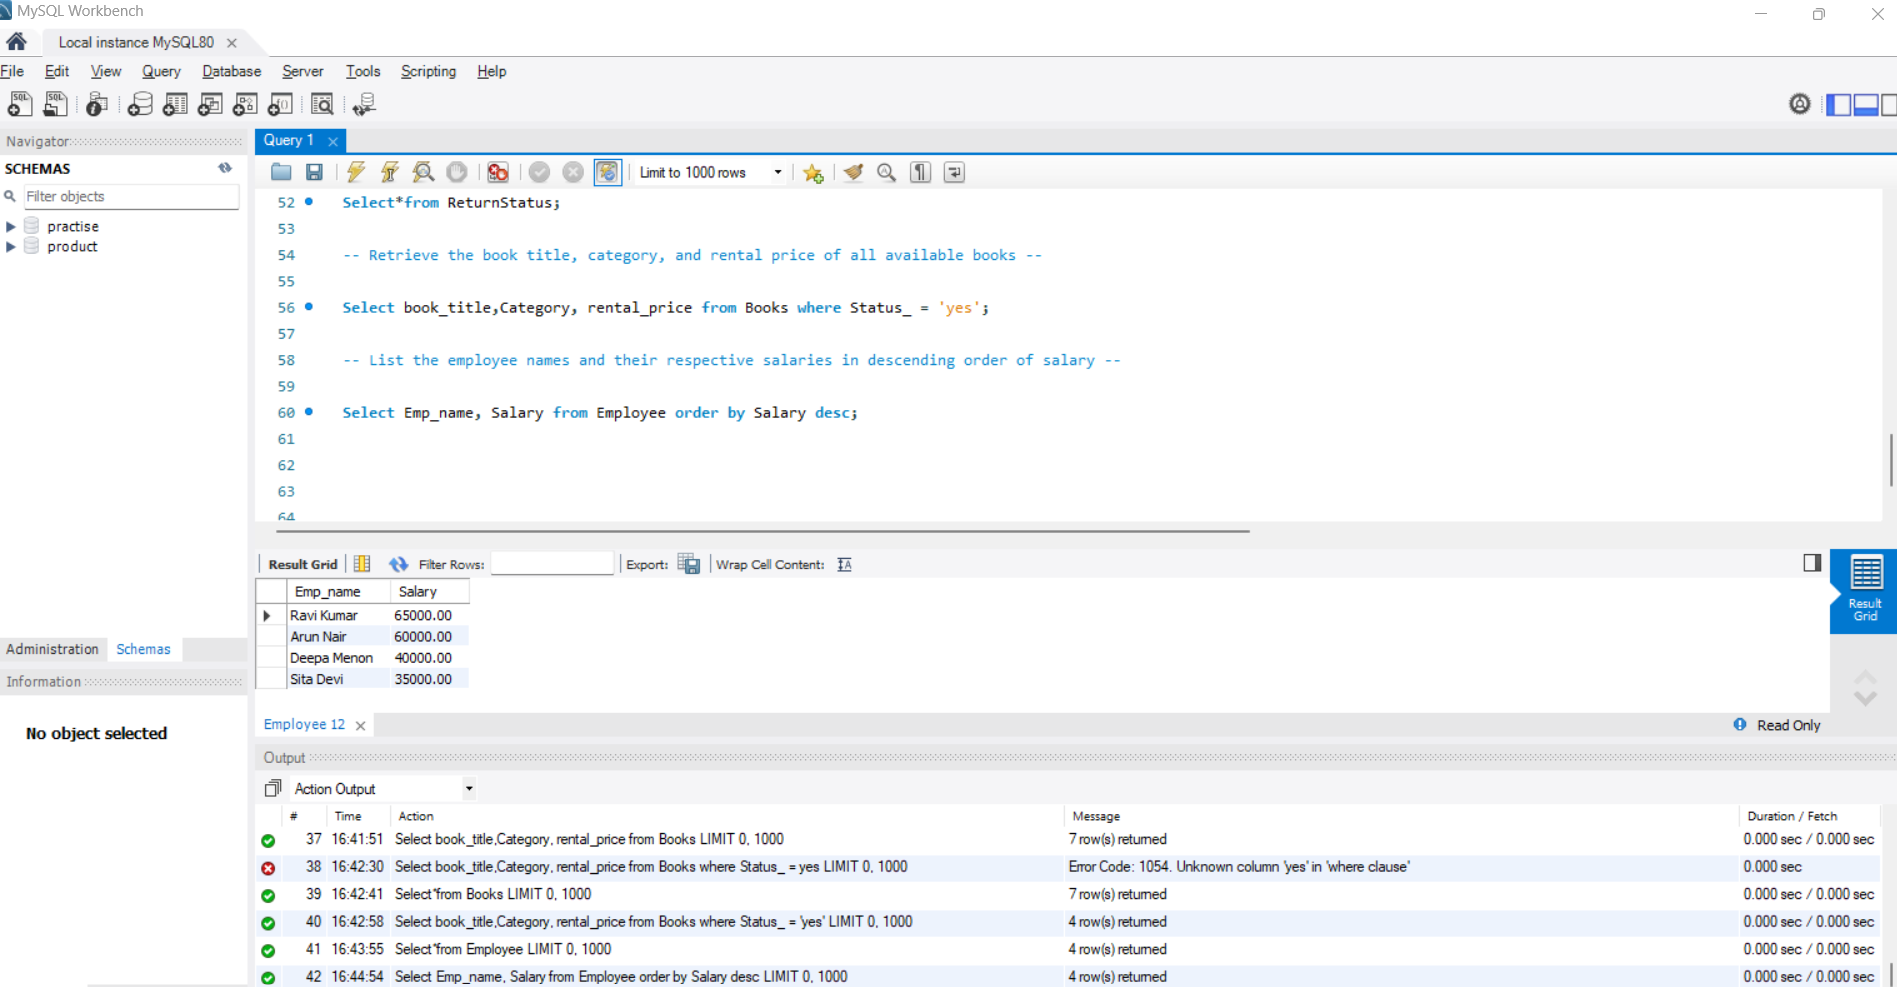 MySQL Workbench
Local instance MySQL80
File Edit View Query Database Server Tools Scripting Help
Navigator
SCHEMAS
Filter objects
practise
product
Administration Schemas
Information
No object selected
Query 1
Limit to 1000 rows
52 Select*from ReturnStatus;
53
54 -- Retrieve the book title, category, and rental price of all available books --
55
56 Select book_title,Category, rental_price from Books where Status_ = 'yes';
57
58 -- List the employee names and their respective salaries in descending order of salary --
59
60 Select Emp_name, Salary from Employee order by Salary desc;
61
62
63
64
Result Grid Filter Rows: Export: Wrap Cell Content:
Emp_name Salary
Ravi Kumar 65000.00
Arun Nair 60000.00
Deepa Menon 40000.00
Sita Devi 35000.00
Result
Grid
Employee 12
Read Only
Output
Action Output
# Time Action Message Duration / Fetch
37 16:41:51 Select book_title,Category, rental_price from Books LIMIT 0, 1000 7 row(s) returned 0.000 sec / 0.000 sec
38 16:42:30 Select book_title,Category, rental_price from Books where Status_ = yes LIMIT 0, 1000 Error Code: 1054. Unknown column 'yes' in 'where clause' 0.000 sec
39 16:42:41 Select*from Books LIMIT 0, 1000 7 row(s) returned 0.000 sec / 0.000 sec
40 16:42:58 Select book_title,Category, rental_price from Books where Status_ = 'yes' LIMIT 0, 1000 4 row(s) returned 0.000 sec / 0.000 sec
41 16:43:55 Select*from Employee LIMIT 0, 1000 4 row(s) returned 0.000 sec / 0.000 sec
42 16:44:54 Select Emp_name, Salary from Employee order by Salary desc LIMIT 0, 1000 4 row(s) returned 0.000 sec / 0.000 sec